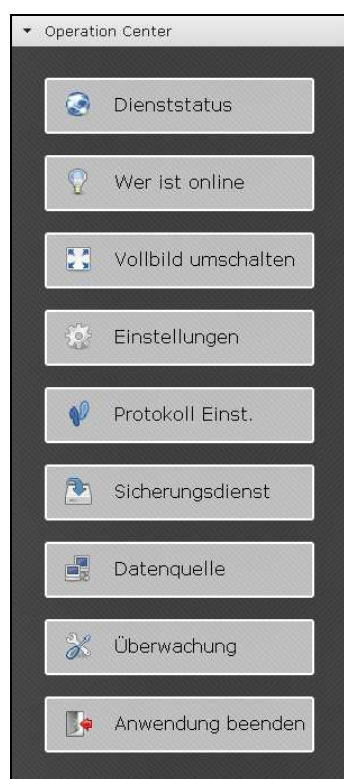 Operation Center
Dienststatus
Wer ist online
Vollbild umschalten
Einstellungen
Protokoll Einst.
Sicherungsdienst
Datenquelle
Überwachung
Anwendung beenden